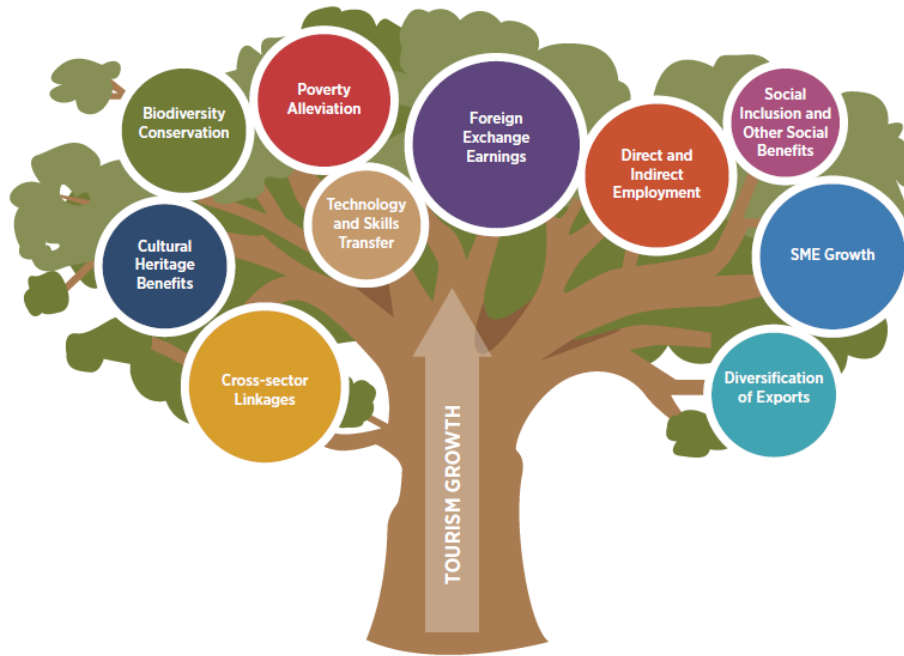 Biodiversity
Conservation
Poverty
Alleviation
Foreign
Exchange
Earnings
Direct and
Indirect
Employment
Social
Inclusion and
Other Social
Benefits
Cultural
Heritage
Benefits
Technology
and Skills
Transfer
SME Growth
Cross-sector
Linkages
Diversification
of Exports
TOURISM GROWTH